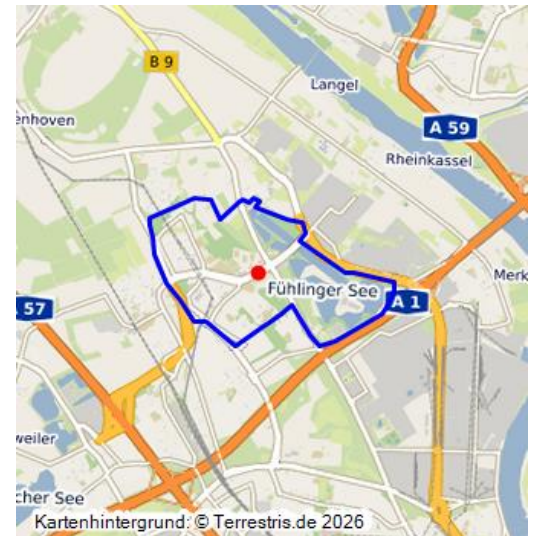 B 9
Langel
enhoven
A 59
Rheinkassel
Merk
Fühlinger See
A 1
57
weiler
cher See
Kartenhintergrund: © Terrestris.de 2026